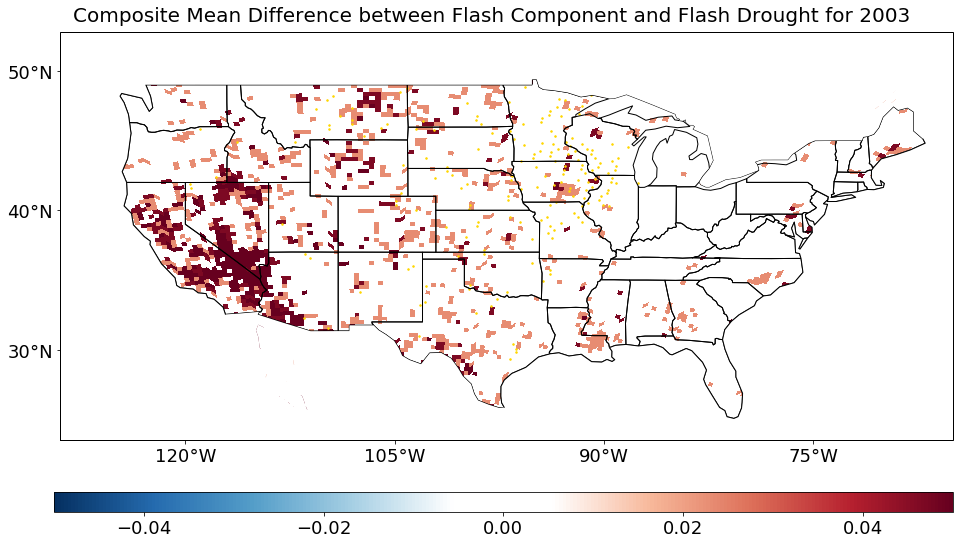 Composite Mean Difference between Flash Component and Flash Drought for 2003
50°N
40°N
30°N
120°W 105°W 90°W 75°W
−0.04 −0.02 0.00 0.02 0.04